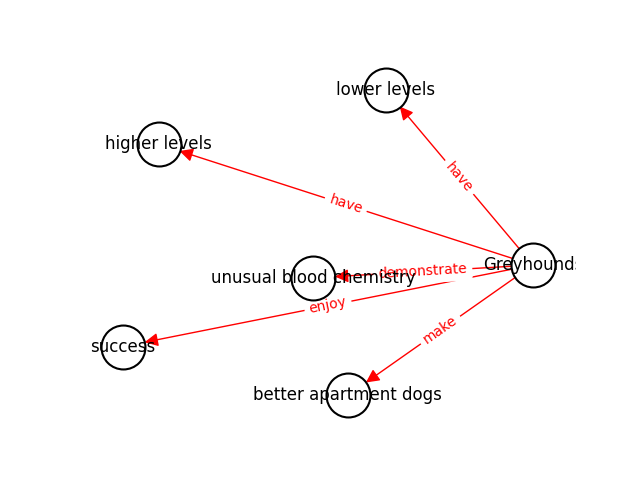 lower levels
higher levels
have
have
Greyhounds
demonstrate
unusual blood chemistry
enjoy
make
success
better apartment dogs